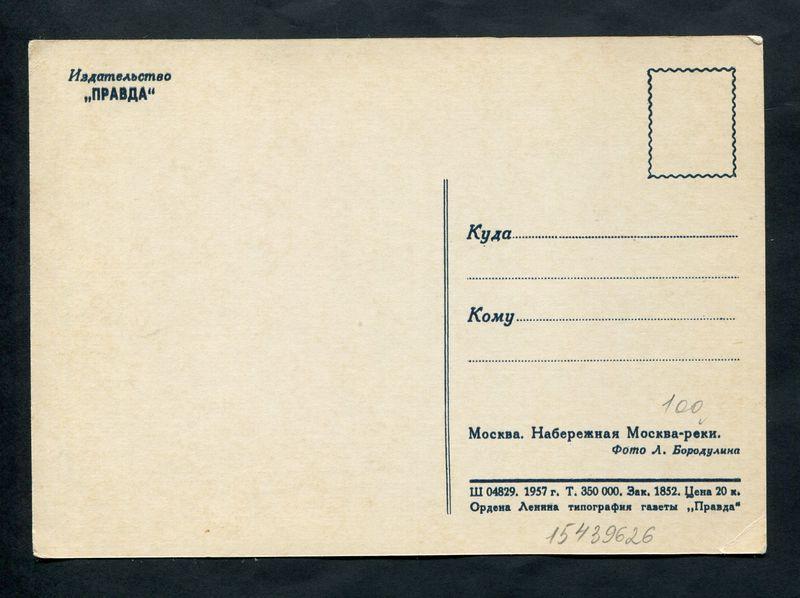 Издательство
„ПРАВДА“
Куда
Кому
100
Москва. Набережная Москва-реки.
Фото Л. Бородулина
Ш 04829. 1957 г. Т. 350 000. Зак. 1852. Цена 20 к.
Ордена Ленина типография газеты „Правда“
15439626